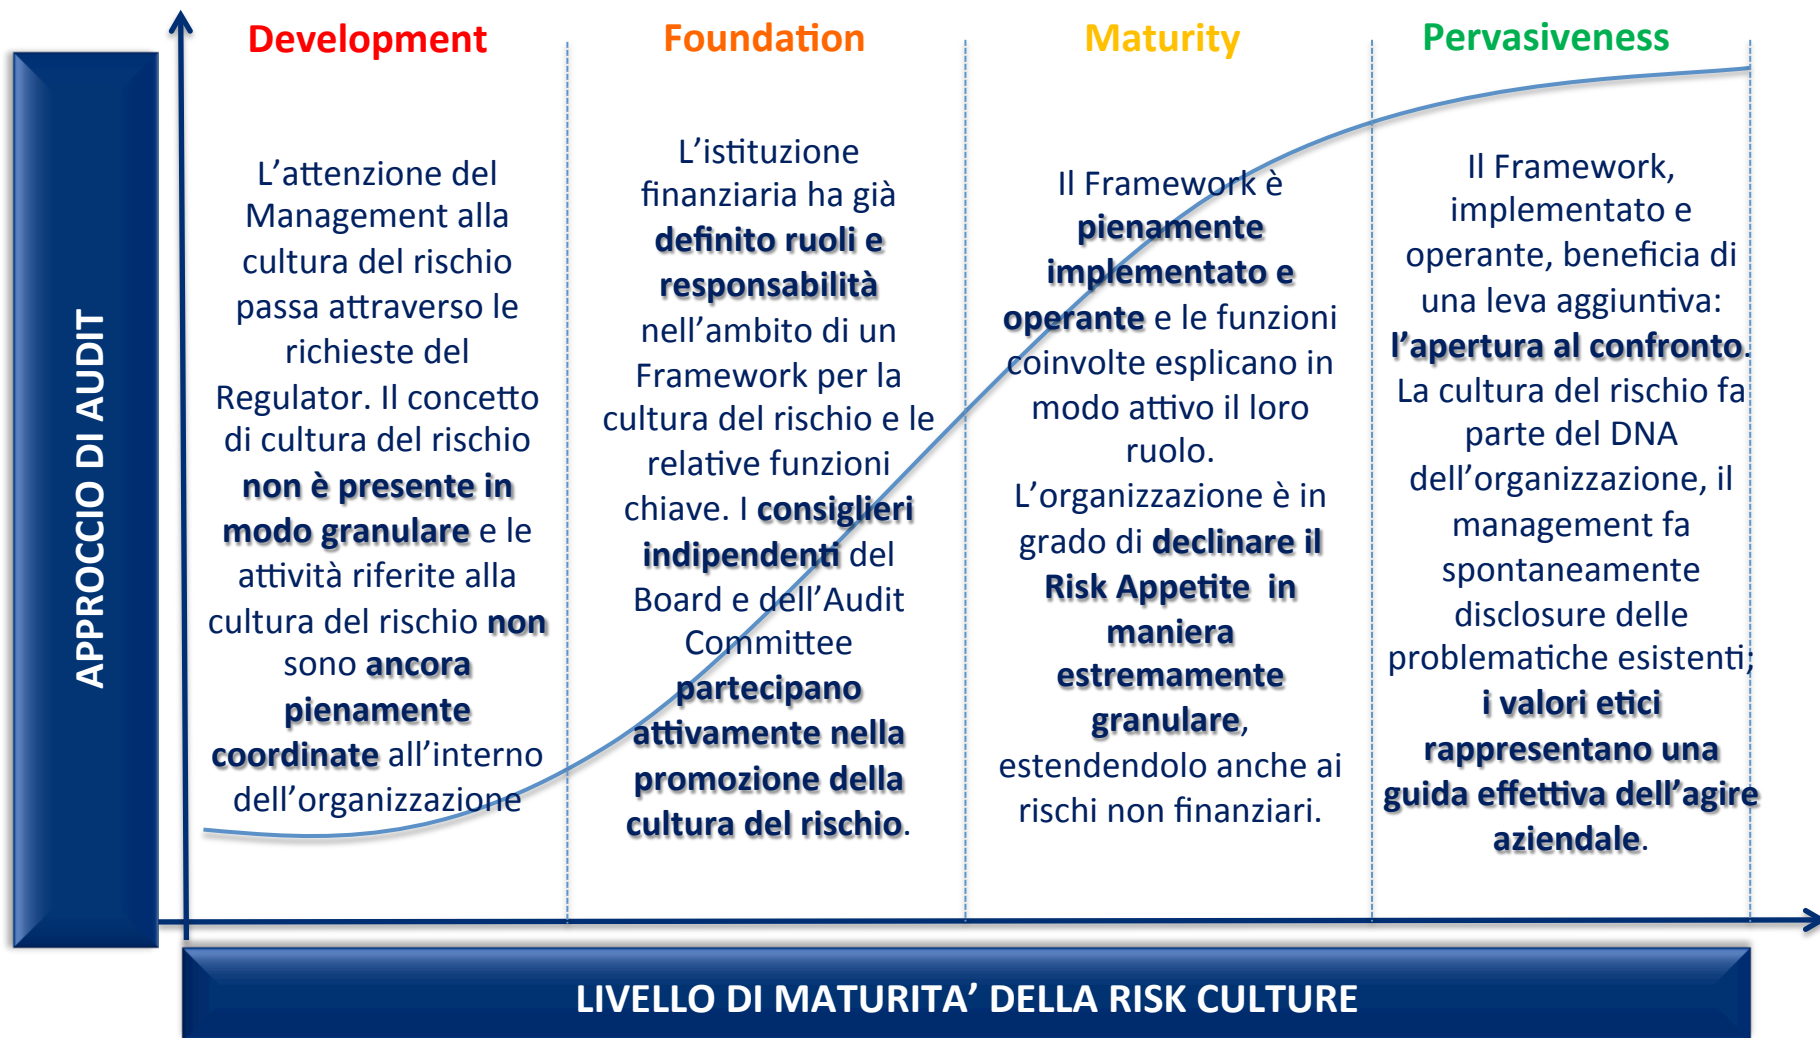 APPROCCIO DI AUDIT
Development
L’attenzione del
Management alla
cultura del rischio
passa attraverso le
richieste del
Regulator. Il concetto
di cultura del rischio
non è presente in
modo granulare e le
attività riferite alla
cultura del rischio non
sono ancora
pienamente
coordinate all’interno
dell’organizzazione
Foundation
L’istituzione
finanziaria ha già
definito ruoli e
responsabilità
nell’ambito di un
Framework per la
cultura del rischio e le
relative funzioni
chiave. I consiglieri
indipendenti del
Board e dell’Audit
Committee
partecipano
attivamente nella
promozione della
cultura del rischio.
Maturity
Il Framework è
pienamente
implementato e
operante e le funzioni
coinvolte esplicano in
modo attivo il loro
ruolo.
L’organizzazione è in
grado di declinare il
Risk Appetite in
maniera
estremamente
granulare,
estendendolo anche ai
rischi non finanziari.
Pervasiveness
Il Framework,
implementato e
operante, beneficia di
una leva aggiuntiva:
l’apertura al confronto.
La cultura del rischio fa
parte del DNA
dell’organizzazione, il
management fa
spontaneamente
disclosure delle
problematiche esistenti;
i valori etici
rappresentano una
guida effettiva dell’agire
aziendale.
LIVELLO DI MATURITA’ DELLA RISK CULTURE